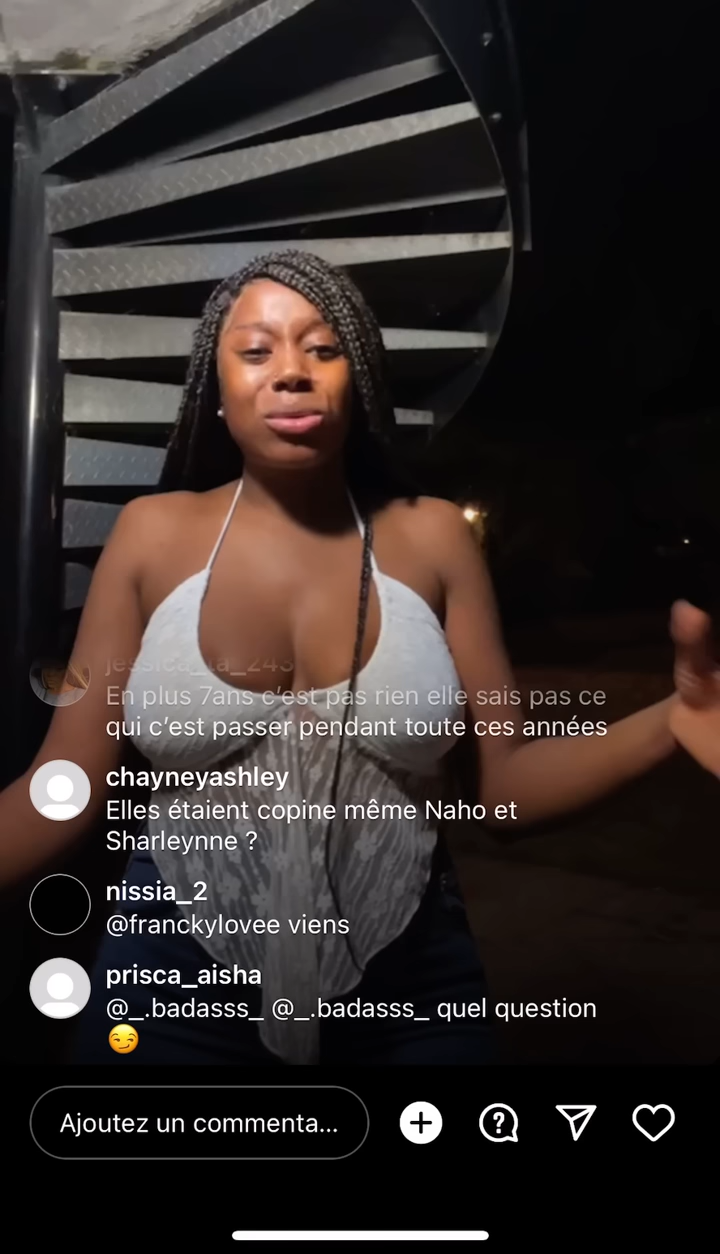 jessica_ta_243
En plus 7ans c’est pas rien elle sais pas ce
qui c’est passer pendant toute ces années
chayneyashley
Elles étaient copine même Naho et
Sharleynne ?
nissia_2
@franckylovee viens
prisca_aisha
@_.badasss_ @_.badasss_ quel question
😏
Ajoutez un commenta...